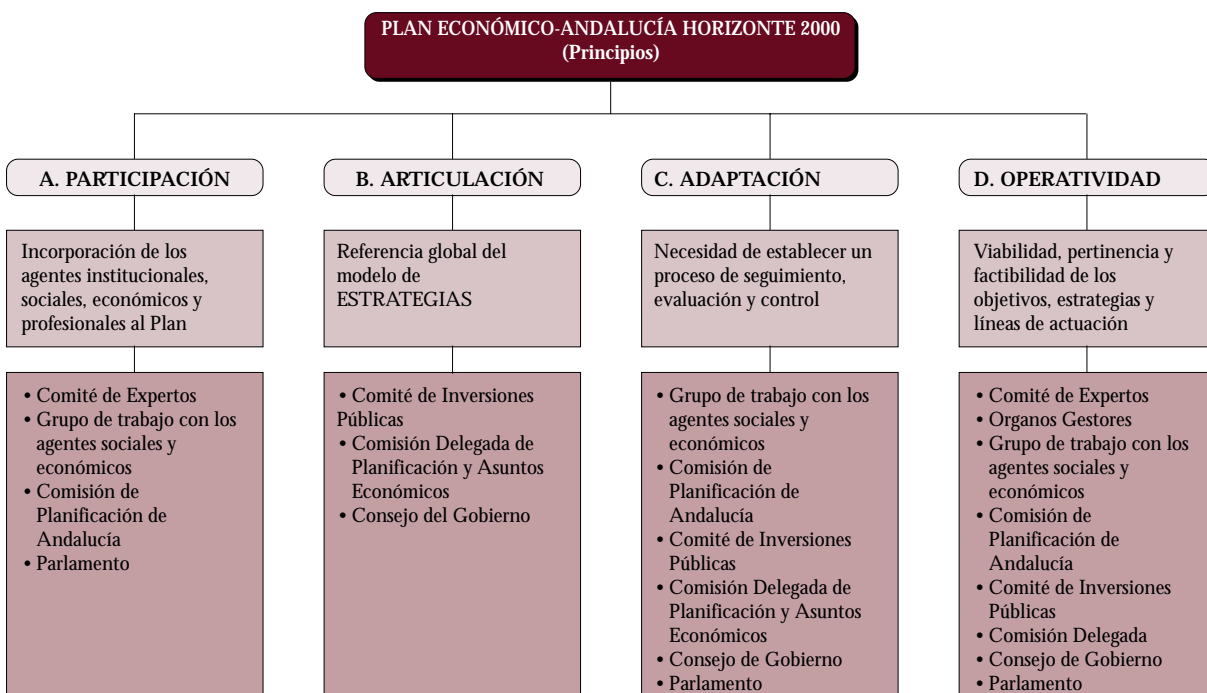 PLAN ECONÓMICO-ANDALUCÍA HORIZONTE 2000
(Principios)
A. PARTICIPACIÓN
Incorporación de los
agentes institucionales,
sociales, económicos y
profesionales al Plan
• Comité de Expertos
• Grupo de trabajo con los
agentes sociales y
económicos
• Comisión de
Planificación de
Andalucía
• Parlamento
B. ARTICULACIÓN
Referencia global del
modelo de
ESTRATEGIAS
• Comité de Inversiones
Públicas
• Comisión Delegada de
Planificación y Asuntos
Económicos
• Consejo del Gobierno
C. ADAPTACIÓN
Necesidad de establecer un
proceso de seguimiento,
evaluación y control
• Grupo de trabajo con los
agentes sociales y
económicos
• Comisión de
Planificación de
Andalucía
• Comité de Inversiones
Públicas
• Comisión Delegada de
Planificación y Asuntos
Económicos
• Consejo de Gobierno
• Parlamento
D. OPERATIVIDAD
Viabilidad, pertinencia y
factibilidad de los
objetivos, estrategias y
líneas de actuación
• Comité de Expertos
• Organos Gestores
• Grupo de trabajo con los
agentes sociales y
económicos
• Comisión de
Planificación de
Andalucía
• Comité de Inversiones
Públicas
• Comisión Delegada
• Consejo de Gobierno
• Parlamento